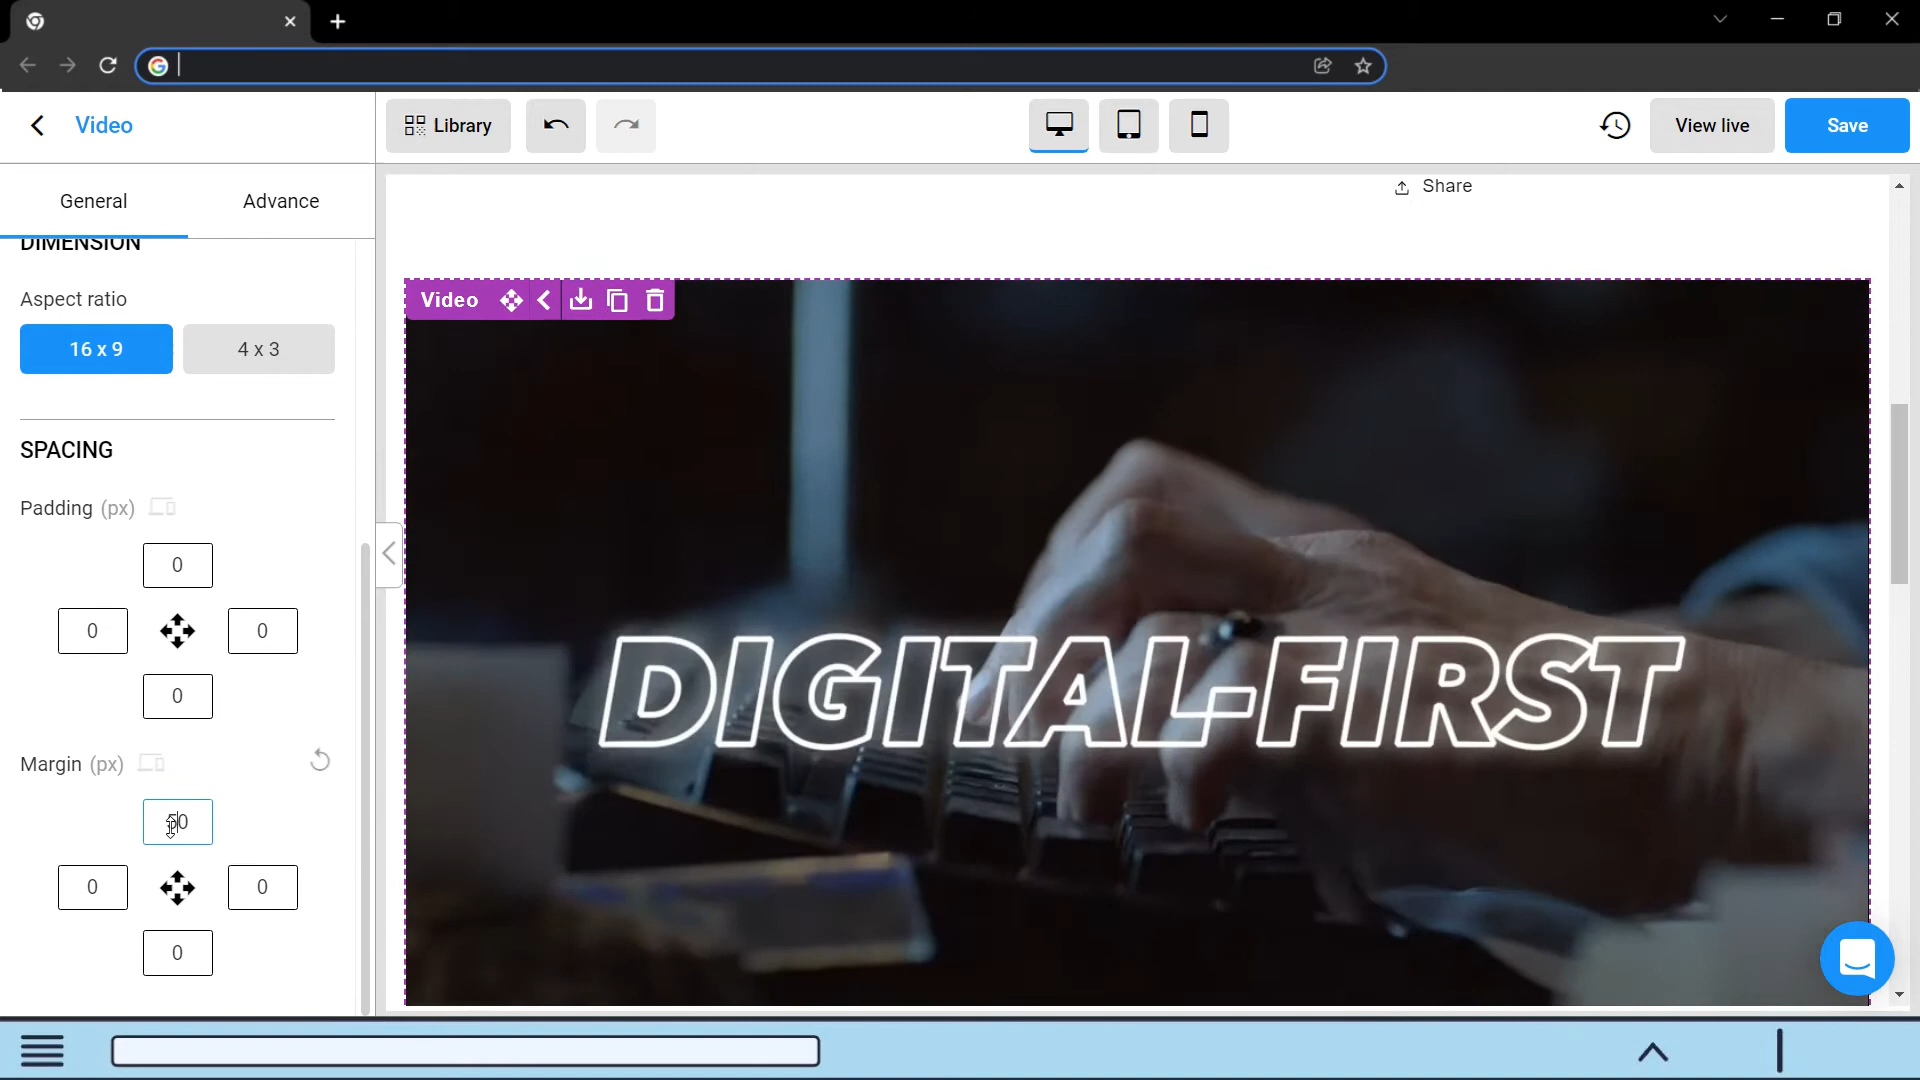 Video
Library
View live
Save
General
Advance
Share
DIMENSION
Aspect ratio
16 x 9
4 x 3
Video
SPACING
Padding (px)
0
0
0
0
DIGITAL-FIRST
Margin (px)
0
0
0